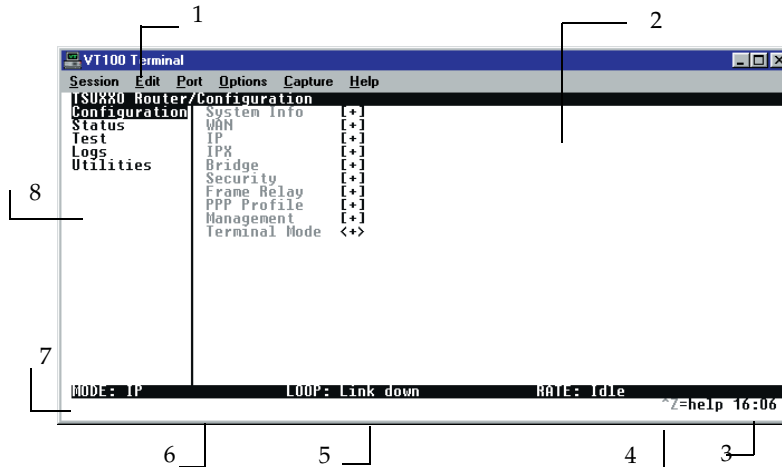 1
2
VT100 Terminal
Session Edit Port Options Capture Help
TSUXX0 Router/Configuration
Configuration System Info [+]
Status WAN [+]
Test IP [+]
Logs IPX [+]
Utilities Bridge [+]
Security [+]
Frame Relay [+]
PPP Profile [+]
Management [+]
Terminal Mode <+>
8
7
MODE: IP LOOP: Link down RATE: Idle
^Z=help 16:06
6
5
4
3